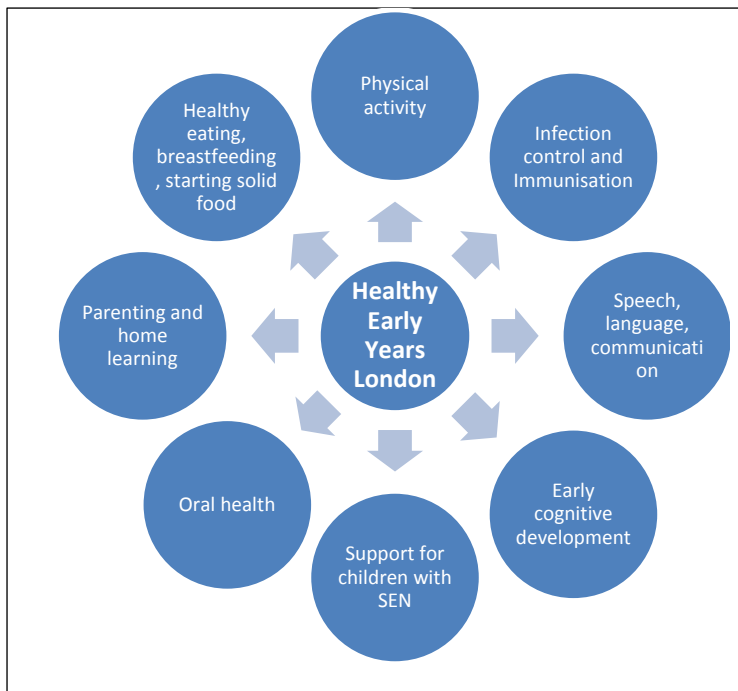 Physical
activity
Infection
control and
Immunisation
Speech,
language,
communicati
on
Early
cognitive
development
Support for
children with
SEN
Oral health
Parenting and
home
learning
Healthy
eating,
breastfeeding
, starting solid
food
Healthy
Early
Years
London